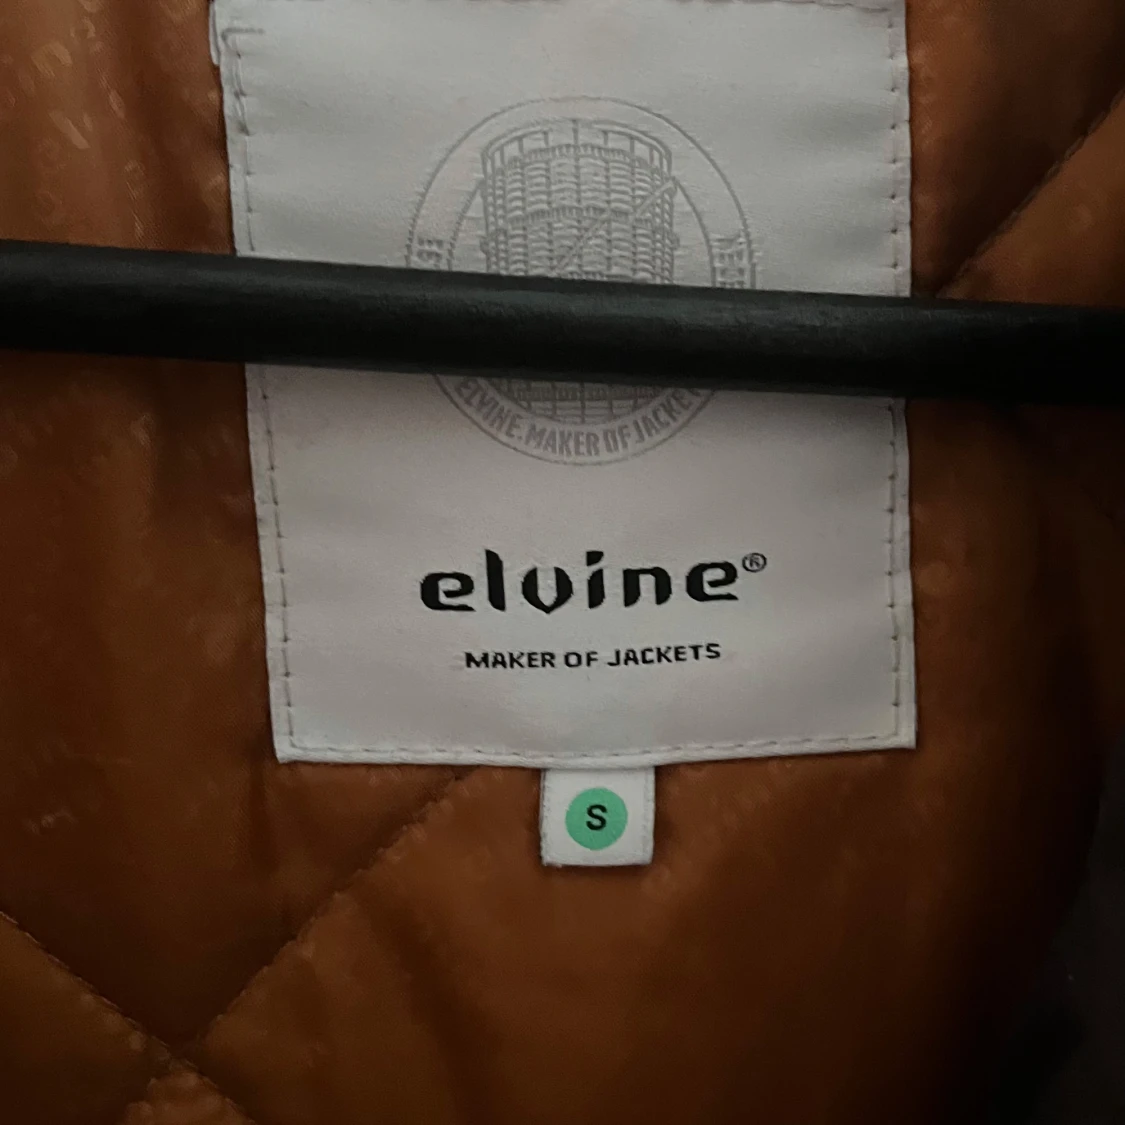 ELVINE. MAKER OF JACKE
elvine®
MAKER OF JACKETS
S